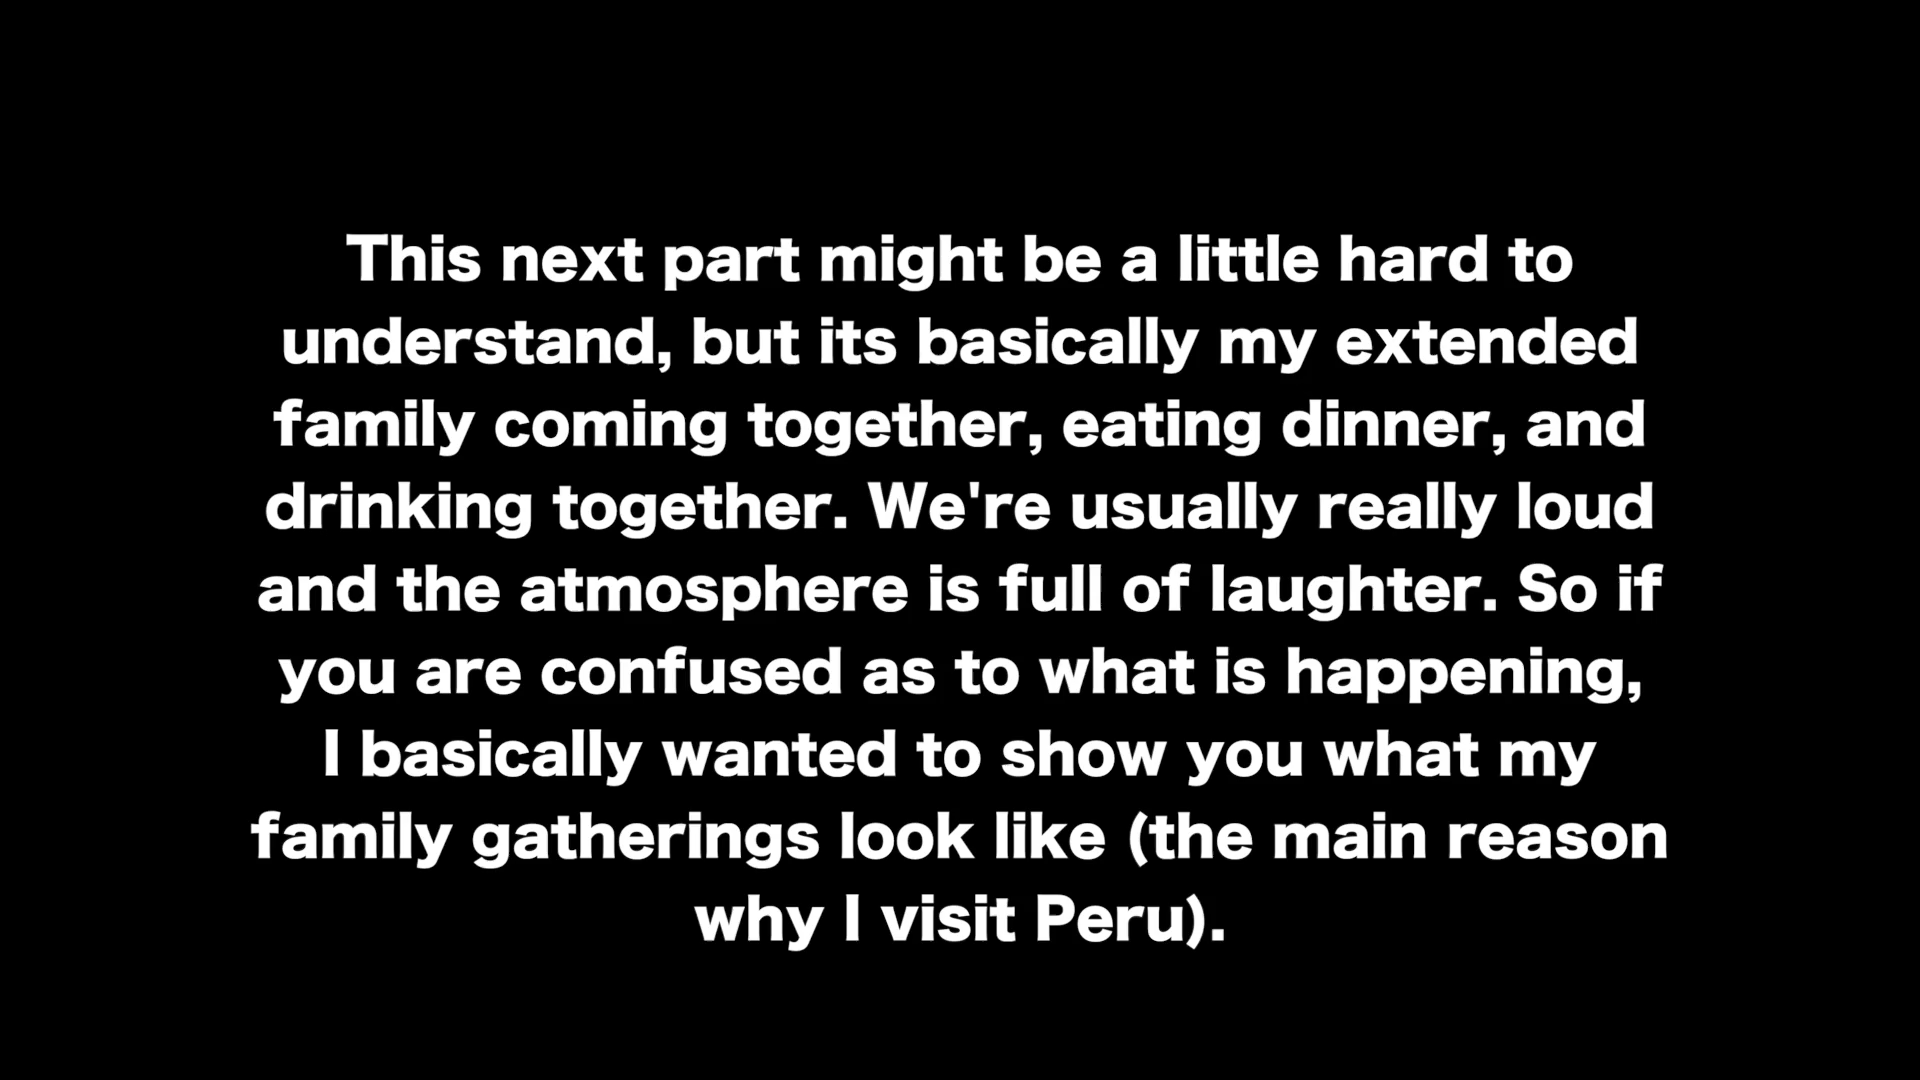 This next part might be a little hard to
understand, but its basically my extended
family coming together, eating dinner, and
drinking together. We're usually really loud
and the atmosphere is full of laughter. So if
you are confused as to what is happening,
I basically wanted to show you what my
family gatherings look like (the main reason
why I visit Peru).